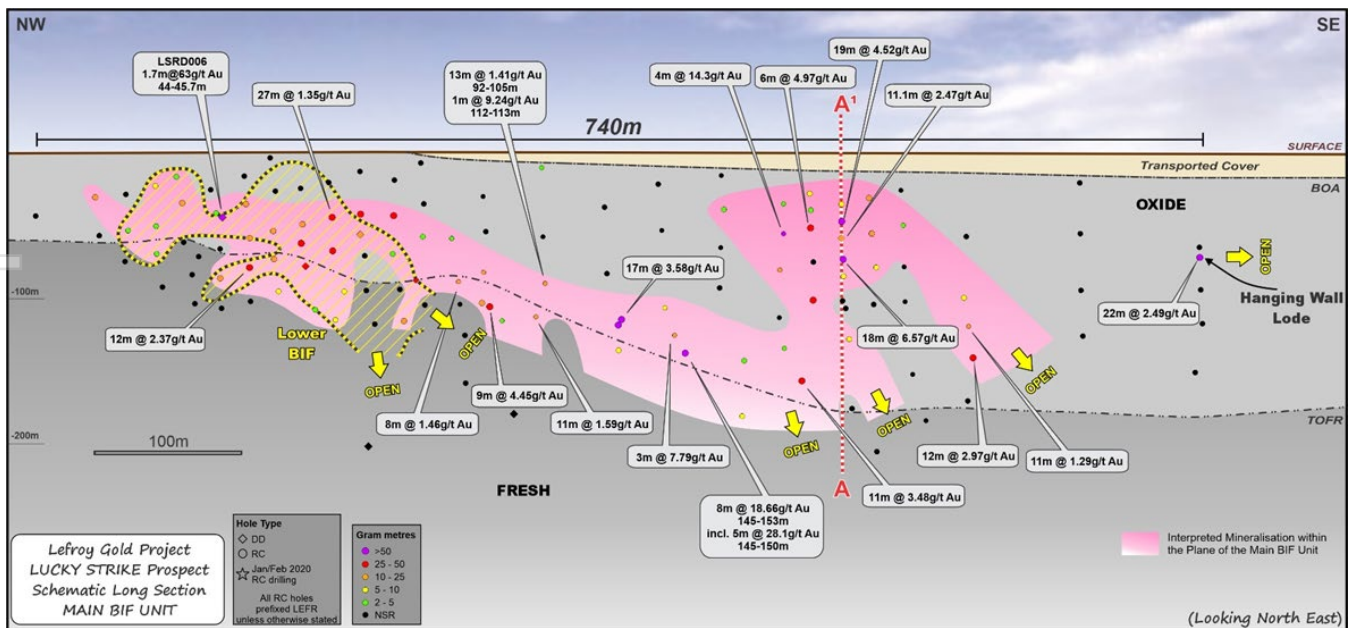 NW
SE
LSRD006
1.7m@63g/t Au
44-45.7m
27m @ 1.35g/t Au
13m @ 1.41g/t Au
92-105m
1m @ 9.24g/t Au
112-113m
4m @ 14.3g/t Au
6m @ 4.97g/t Au
19m @ 4.52g/t Au
11.1m @ 2.47g/t Au
A¹
740m
SURFACE
Transported Cover
BOA
OXIDE
OPEN
Hanging Wall
Lode
22m @ 2.49g/t Au
17m @ 3.58g/t Au
18m @ 6.57g/t Au
-100m
12m @ 2.37g/t Au
Lower
BIF
OPEN
OPEN
8m @ 1.46g/t Au
9m @ 4.45g/t Au
11m @ 1.59g/t Au
3m @ 7.79g/t Au
8m @ 18.66g/t Au
145-153m
incl. 5m @ 28.1g/t Au
145-150m
OPEN
OPEN
OPEN
A
11m @ 3.48g/t Au
12m @ 2.97g/t Au
11m @ 1.29g/t Au
TOFR
-200m
100m
FRESH
Lefroy Gold Project
LUCKY STRIKE Prospect
Schematic Long Section
MAIN BIF UNIT
Hole Type
DD
RC
Jan/Feb 2020
RC drilling
All RC holes
prefixed LEFR
unless otherwise stated
Gram metres
>50
25 - 50
10 - 25
5 - 10
2 - 5
NSR
Interpreted Mineralisation within
the Plane of the Main BIF Unit
(Looking North East)